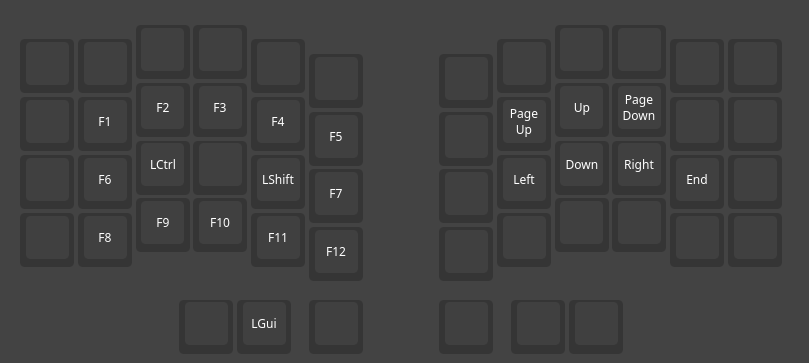 F1
F2
F3
F4
F5
Page
Up
Up
Page
Down
F6
LCtrl
LShift
F7
Left
Down
Right
End
F8
F9
F10
F11
F12
LGui